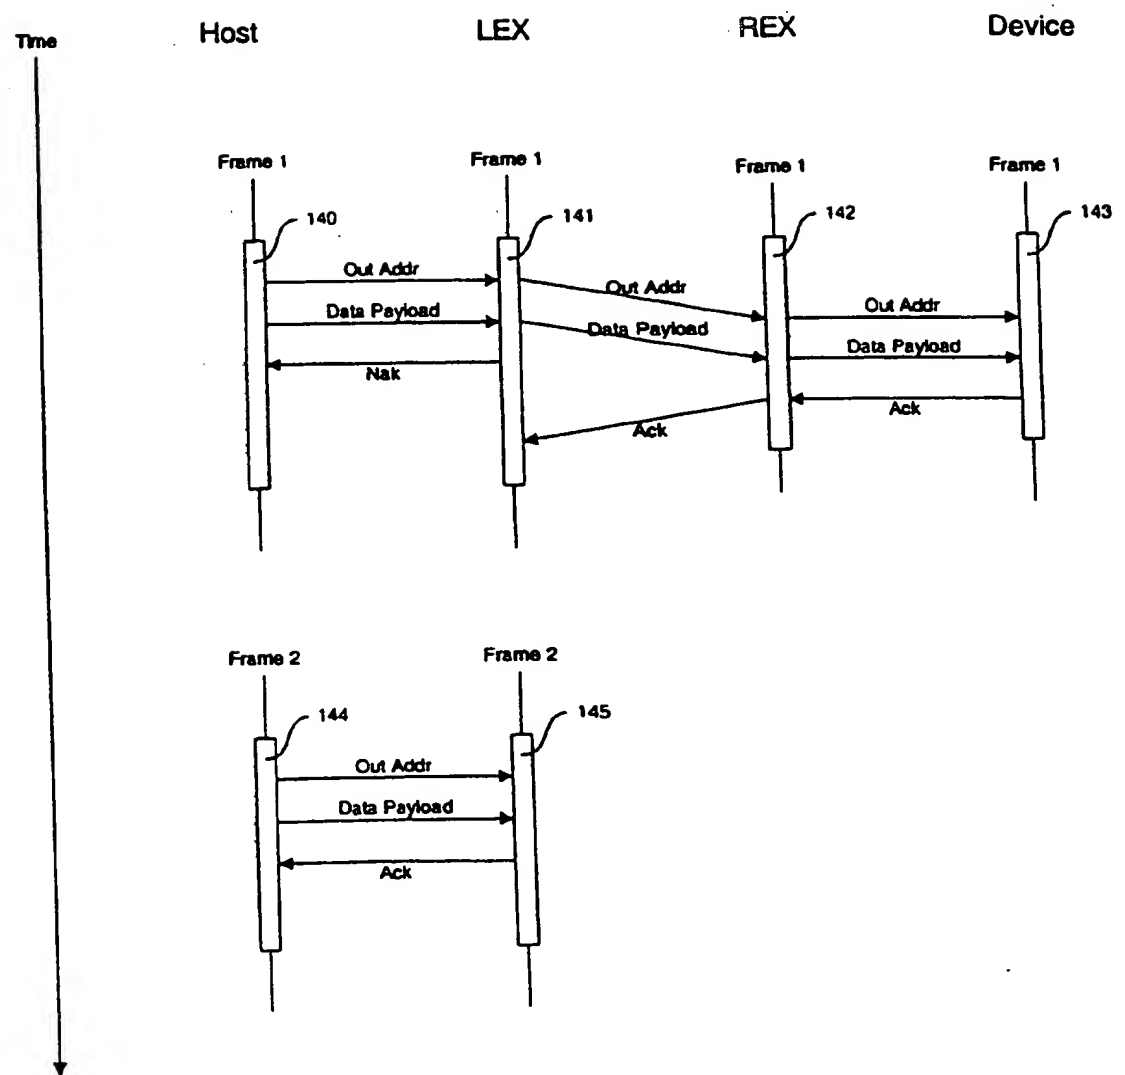 Time Host LEX REX Device
Frame 1 Frame 1 Frame 1 Frame 1
140 141 142 143
Out Addr Out Addr Out Addr
Data Payload Data Payload Data Payload
Nak Ack Ack
Frame 2 Frame 2
144 145
Out Addr
Data Payload
Ack